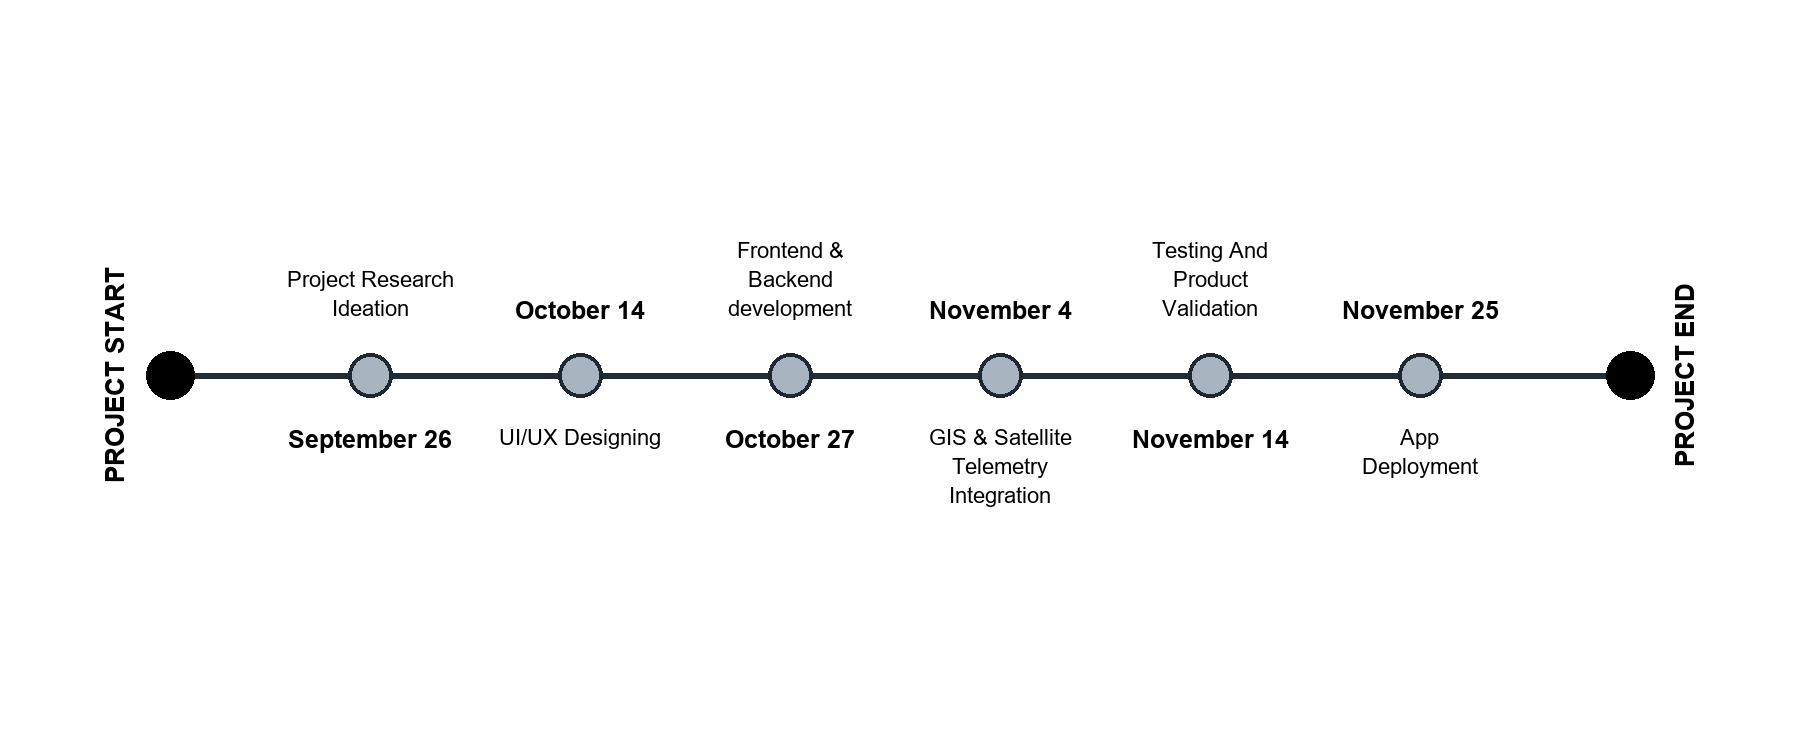 PROJECT START
Project Research
Ideation
September 26
October 14
UI/UX Designing
Frontend &
Backend
development
October 27
November 4
GIS & Satellite
Telemetry
Integration
Testing And
Product
Validation
November 14
November 25
App
Deployment
PROJECT END